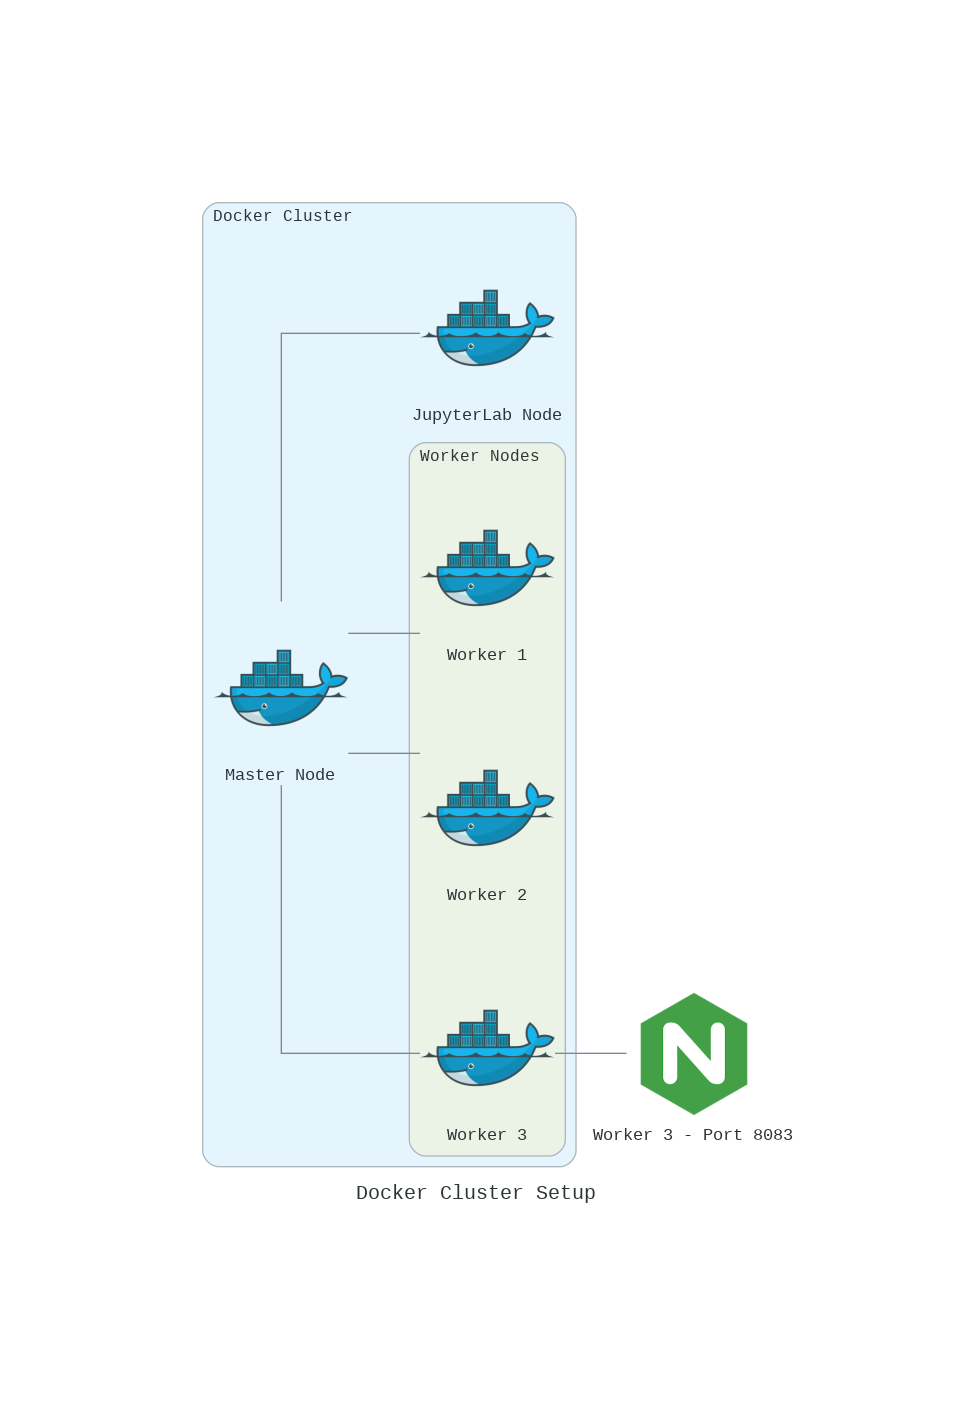 Docker Cluster
JupyterLab Node
Worker Nodes
Worker 1
Master Node
Worker 2
Worker 3
Worker 3 - Port 8083
Docker Cluster Setup